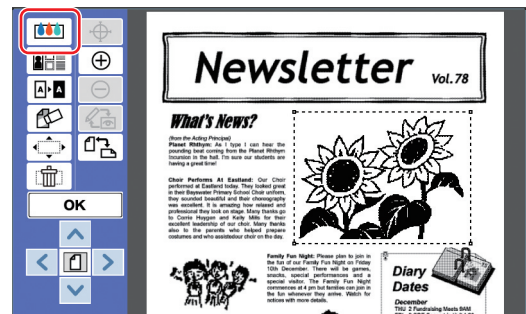 Newsletter Vol. 78
What's News?
(from the Acting Principal)
Planet Rhthym: As I type I can hear the
pounding beat coming from the Planet Rhthym
Incursion in the hall. I'm sure our students are
having a great time!
Choir Performs At Eastland: Our Choir
performed at Eastland today. They looked great
in their Bayswater Primary School Choir uniform,
they sounded beautiful and their choreography
was excellent. It is amazing how relaxed and
professional they took on stage. Many thanks go
to Corrie Haygon and Kelly Mills for their
excellent leadership of our choir. Many thanks
also to the parents who helped prepare
costumes and who assistedour choir on the day.
Family Fun Night: Please plan to join in
the fun of our Family Fun Night on Friday
10th December. There will be games,
snacks, special performances and a
special visitor. The Family Fun Night
commences at 4 pm but families can join in
the fun whenever they arrive. Watch for
notices with more details.
Diary
Dates
December
THU 2 Fundraising Meets 9AM
A A
OK